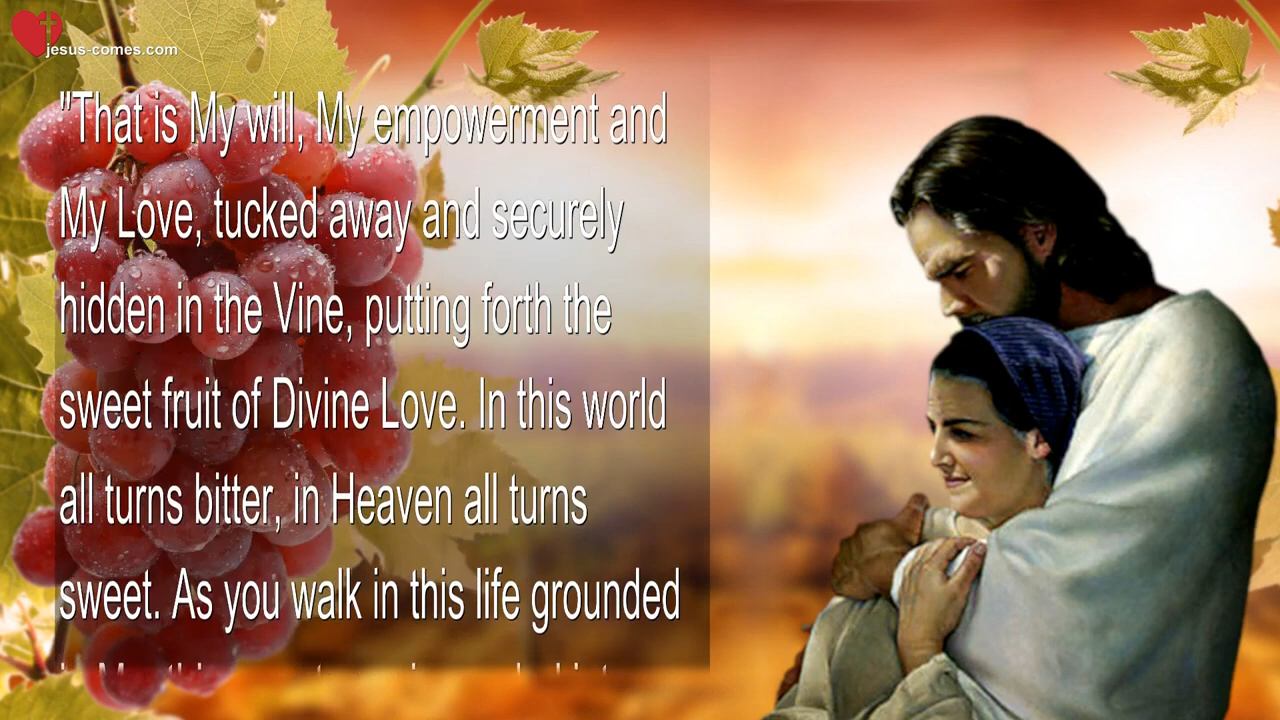 jesus-comes.com
"That is My will, My empowerment and
My Love, tucked away and securely
hidden in the Vine, putting forth the
sweet fruit of Divine Love. In this world
all turns bitter, in Heaven all turns
sweet. As you walk in this life grounded